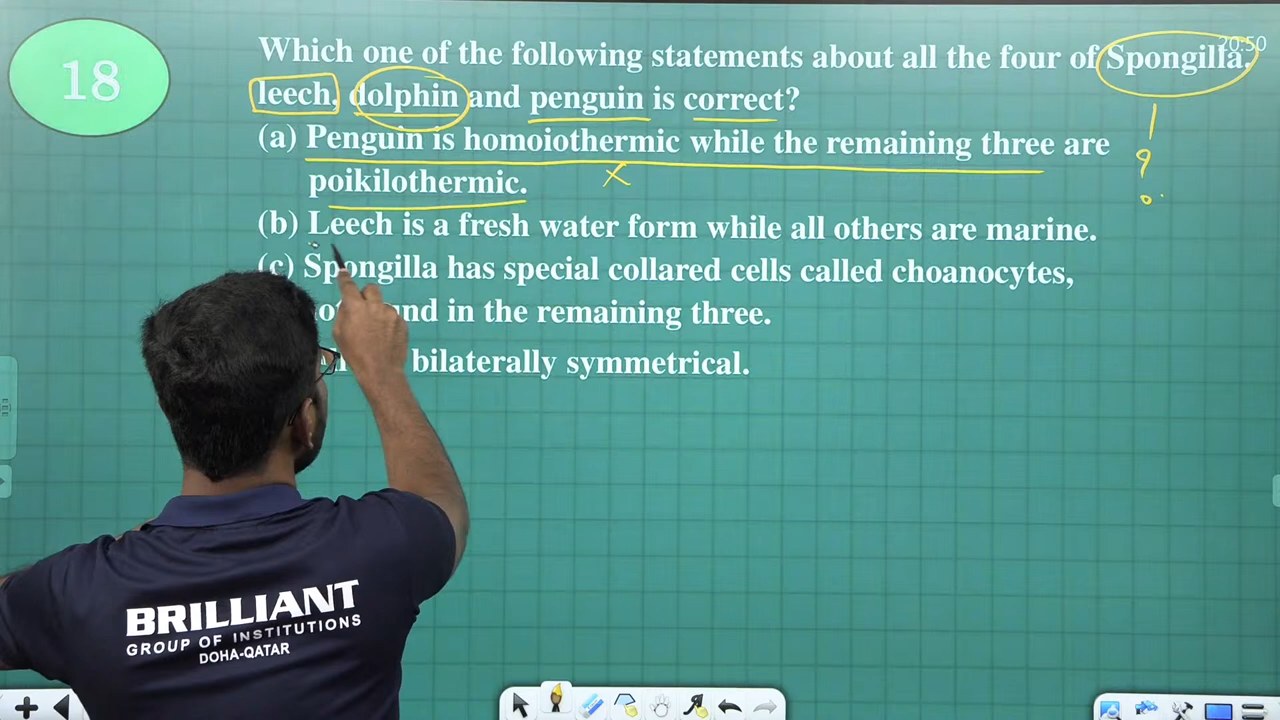 18
20:50
Which one of the following statements about all the four of Spongilla,
leech, dolphin and penguin is correct?
(a) Penguin is homoiothermic while the remaining three are
poikilothermic.
(b) Leech is a fresh water form while all others are marine.
(c) Spongilla has special collared cells called choanocytes,
in the remaining three.
bilaterally symmetrical.
BRILLIANT
GROUP OF INSTITUTIONS
DOHA-QATAR